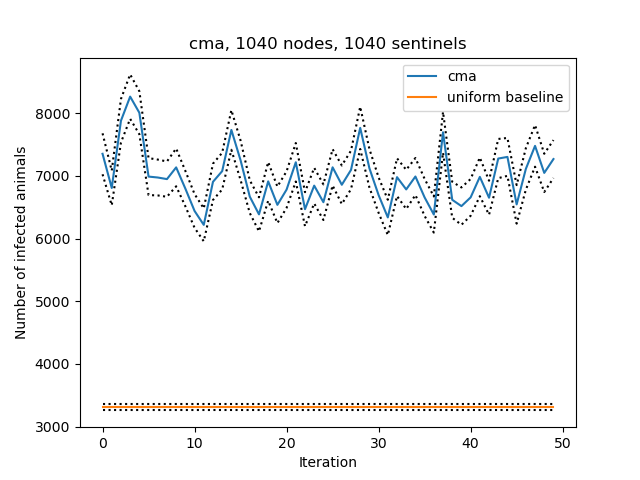 cma, 1040 nodes, 1040 sentinels
cma
uniform baseline
Number of infected animals
8000
7000
6000
5000
4000
3000
0
10
20
30
40
50
Iteration